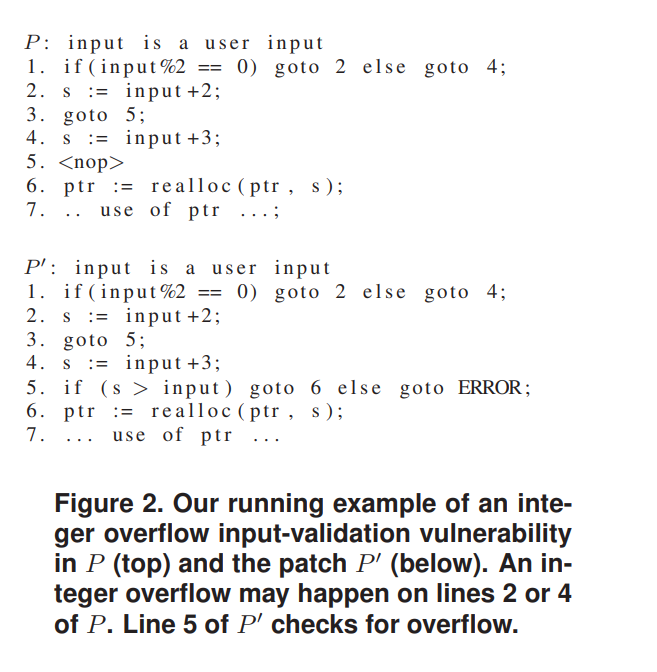 P: input is a user input
1. if(input%2 == 0) goto 2 else goto 4;
2. s := input+2;
3. goto 5;
4. s := input+3;
5. <nop>
6. ptr := realloc(ptr, s);
7. .. use of ptr ...;
P′: input is a user input
1. if(input%2 == 0) goto 2 else goto 4;
2. s := input+2;
3. goto 5;
4. s := input+3;
5. if (s > input) goto 6 else goto ERROR;
6. ptr := realloc(ptr, s);
7. ... use of ptr ...
Figure 2. Our running example of an inte-
ger overflow input-validation vulnerability
in P (top) and the patch P′ (below). An in-
teger overflow may happen on lines 2 or 4
of P. Line 5 of P′ checks for overflow.